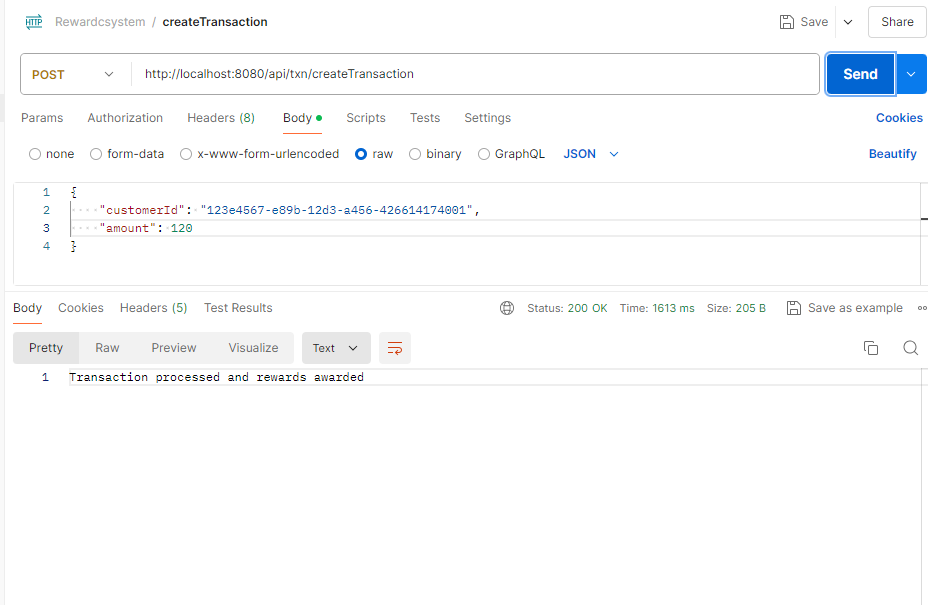 HTTP Rewardcsystem / createTransaction Save Share
POST http://localhost:8080/api/txn/createTransaction Send
Params Authorization Headers (8) Body Scripts Tests Settings Cookies
none form-data x-www-form-urlencoded raw binary GraphQL JSON Beautify
1 {
2 "customerId": "123e4567-e89b-12d3-a456-426614174001",
3 "amount": 120
4 }
Body Cookies Headers (5) Test Results Status: 200 OK Time: 1613 ms Size: 205 B Save as example
Pretty Raw Preview Visualize Text
1 Transaction processed and rewards awarded